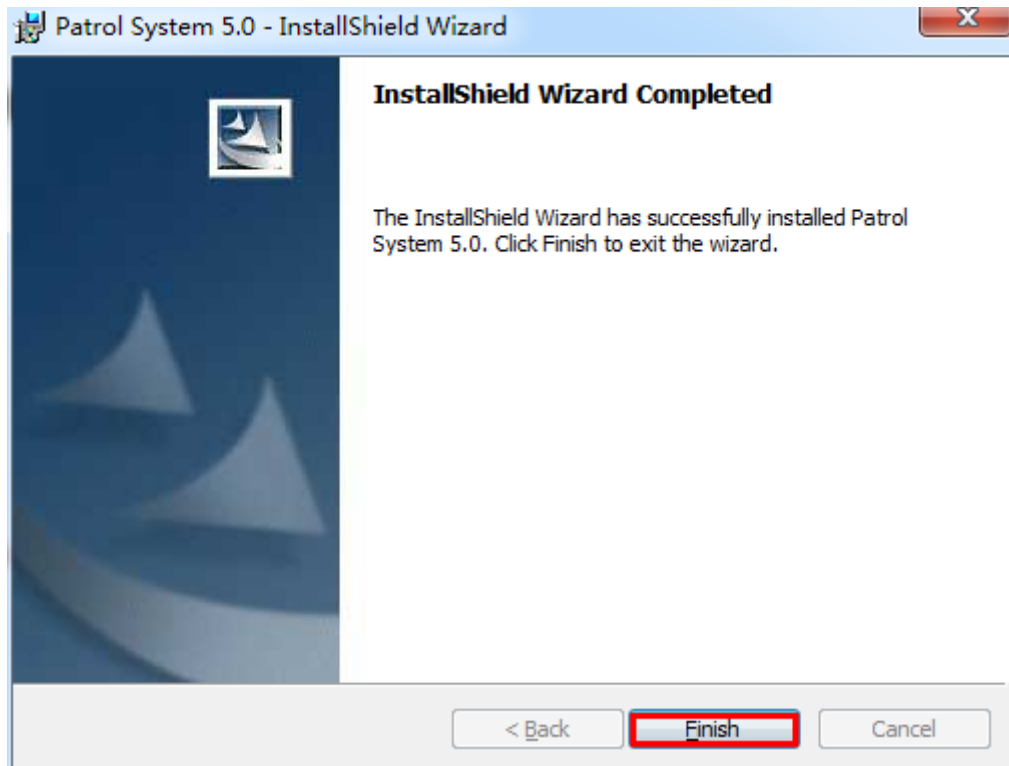 Patrol System 5.0 - InstallShield Wizard
InstallShield Wizard Completed
The InstallShield Wizard has successfully installed Patrol
System 5.0. Click Finish to exit the wizard.
< Back
Finish
Cancel